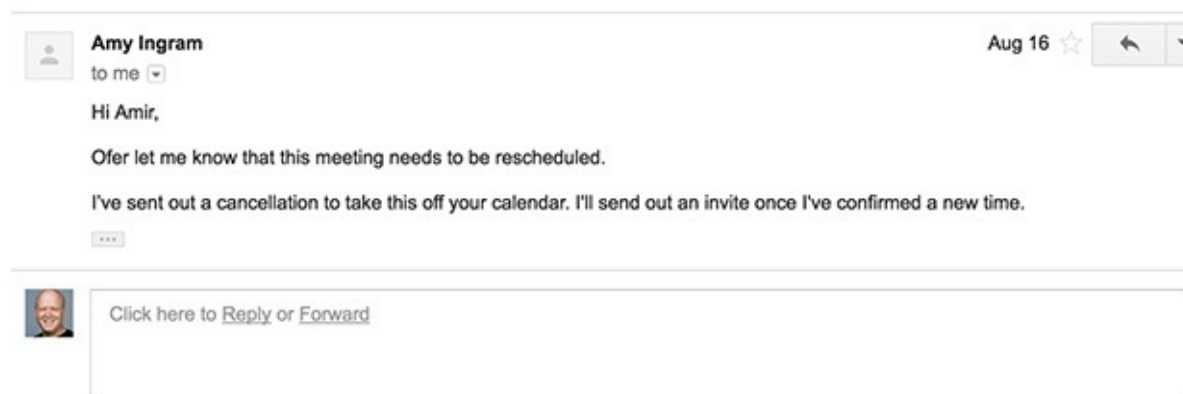 Amy Ingram
Aug 16
to me
Hi Amir,
Ofer let me know that this meeting needs to be rescheduled.
I've sent out a cancellation to take this off your calendar. I'll send out an invite once I've confirmed a new time.
Click here to Reply or Forward